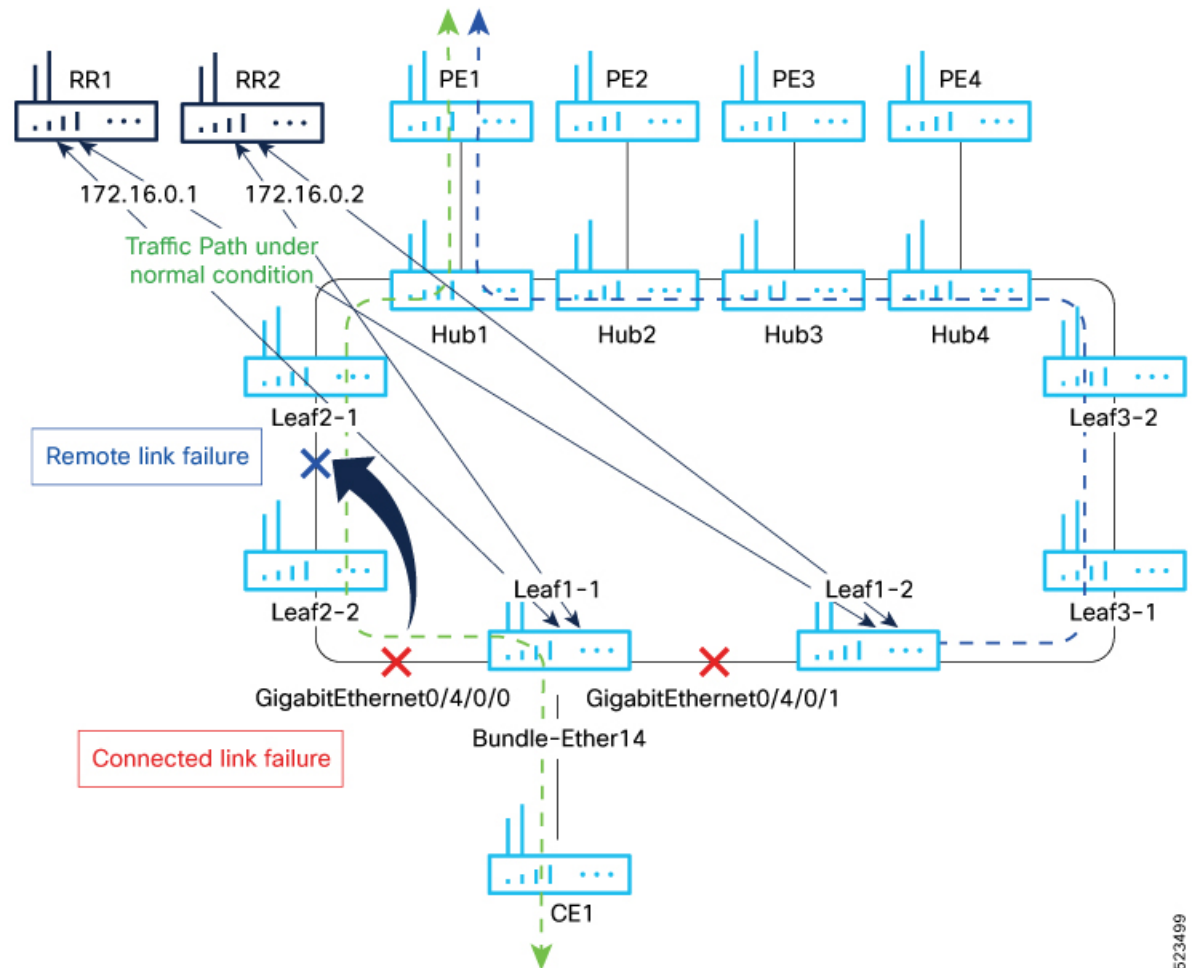 RR1
RR2
PE1
PE2
PE3
PE4
172.16.0.1
172.16.0.2
Traffic Path under
normal condition
Hub1
Hub2
Hub3
Hub4
Leaf2-1
Leaf3-2
Remote link failure
Leaf2-2
Leaf1-1
Leaf1-2
Leaf3-1
GigabitEthernet0/4/0/0
GigabitEthernet0/4/0/1
Bundle-Ether14
Connected link failure
CE1
523499